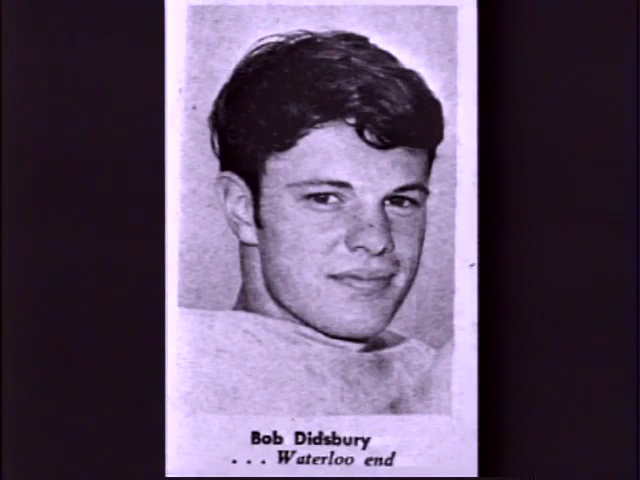 Bob Didsbury
. . . Waterloo end